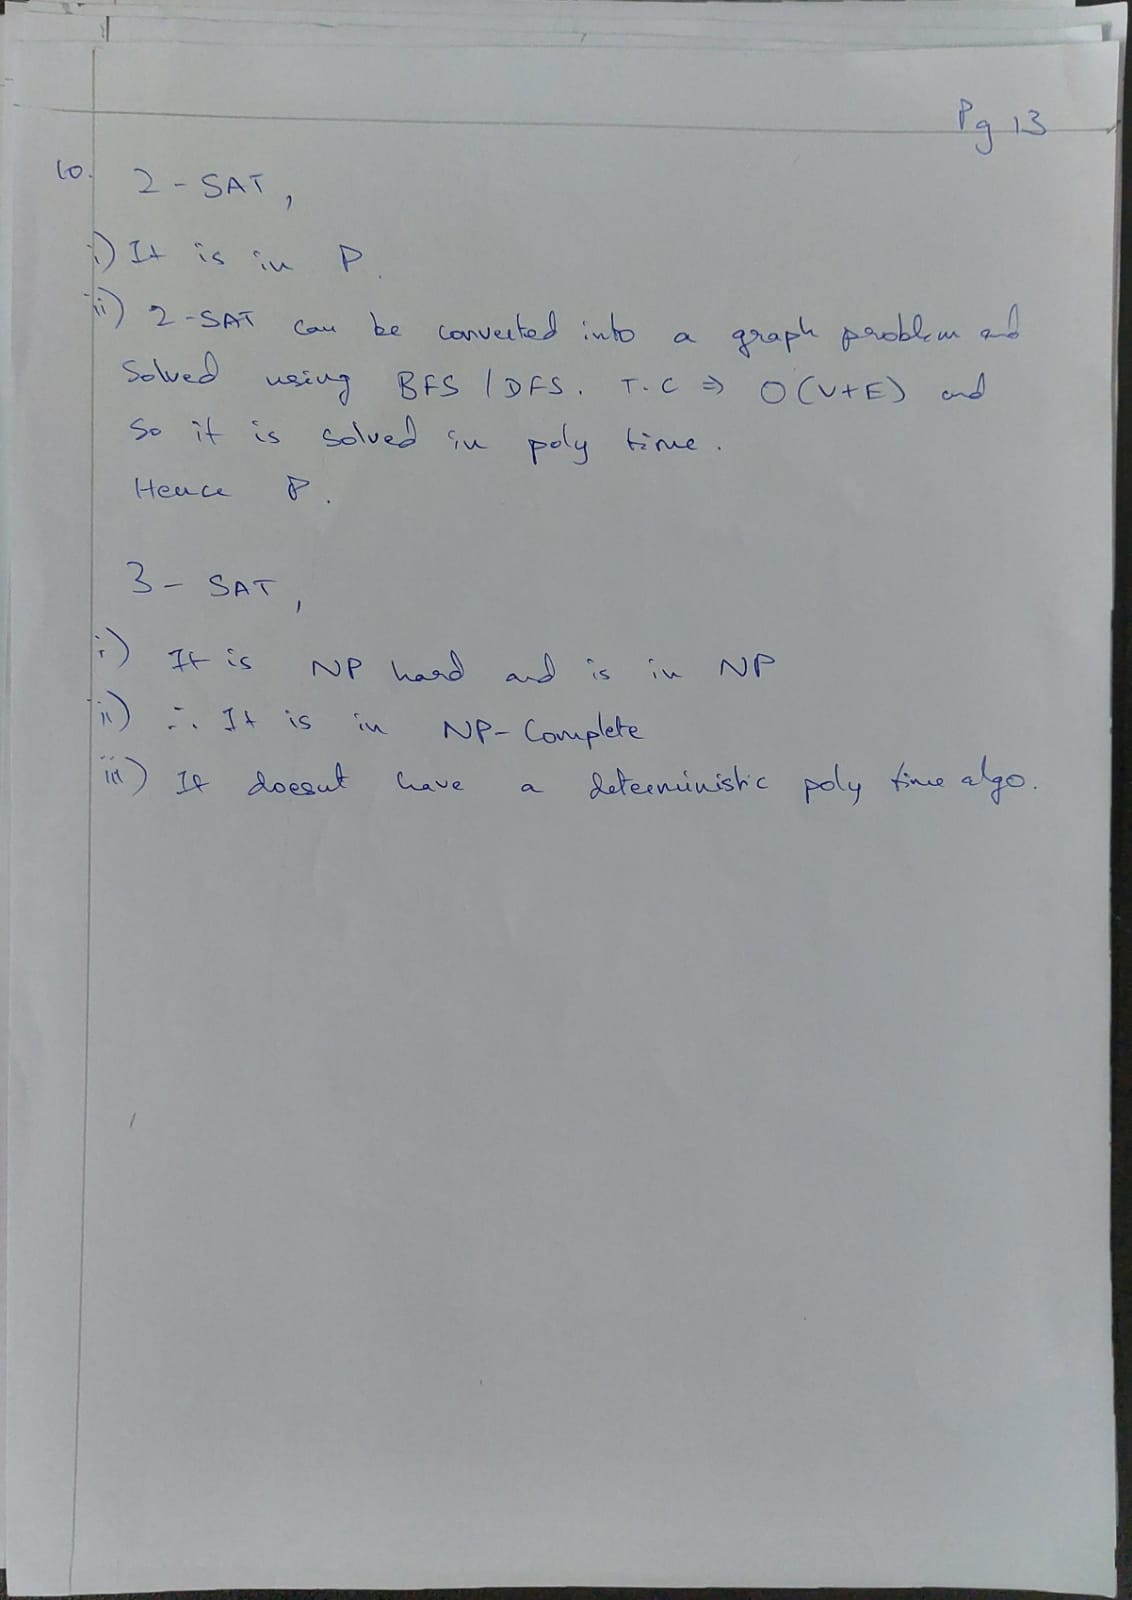 Pg 13
10. 2-SAT,
i) It is in P.
ii) 2-SAT can be converted into a graph problem and
Solved using BFS / DFS. T.C ⇒ O(V+E) and
So it is solved in poly time.
Hence P.
3-SAT,
i) It is NP hard and is in NP
ii) ∴ It is in NP-Complete
iii) It doesnt have a deterministic poly time algo.